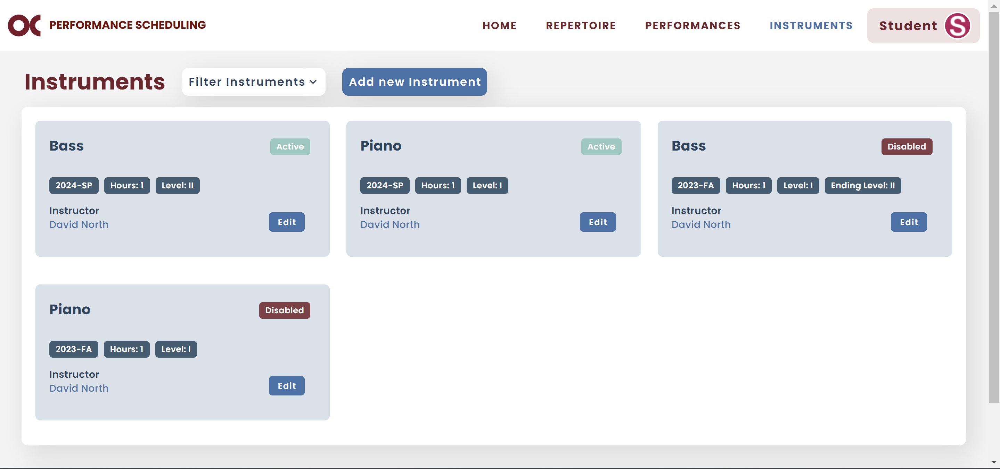 OC PERFORMANCE SCHEDULING
HOME REPERTOIRE PERFORMANCES INSTRUMENTS Student S
Instruments Filter Instruments Add new Instrument
Bass Active
2024-SP Hours: 1 Level: II
Instructor
David North
Edit
Piano Active
2024-SP Hours: 1 Level: I
Instructor
David North
Edit
Bass Disabled
2023-FA Hours: 1 Level: I Ending Level: II
Instructor
David North
Edit
Piano Disabled
2023-FA Hours: 1 Level: I
Instructor
David North
Edit